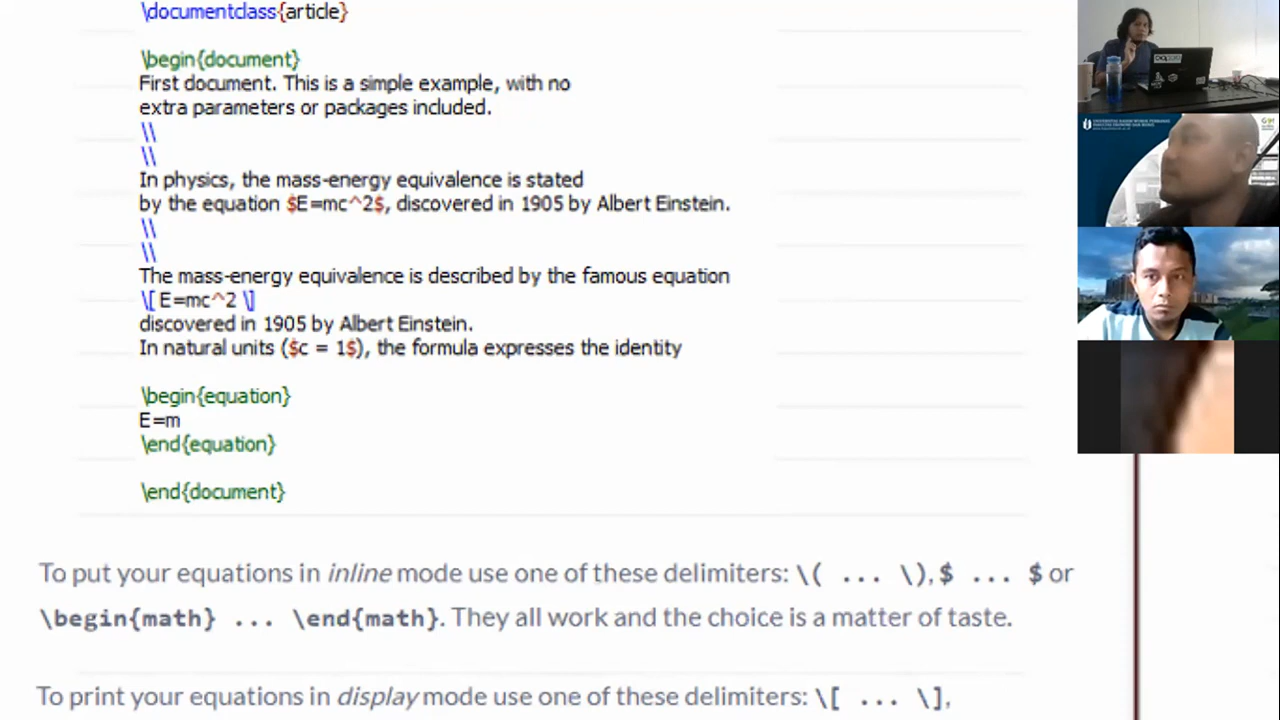 \documentclass{article}
\begin{document}
First document. This is a simple example, with no
extra parameters or packages included.
\\
\\
In physics, the mass-energy equivalence is stated
by the equation $E=mc^2$, discovered in 1905 by Albert Einstein.
\\
\\
The mass-energy equivalence is described by the famous equation
\[ E=mc^2 \]
discovered in 1905 by Albert Einstein.
In natural units ($c = 1$), the formula expresses the identity
\begin{equation}
E=m
\end{equation}
\end{document}
To put your equations in inline mode use one of these delimiters: \( ... \), $ ... $ or
\begin{math} ... \end{math}. They all work and the choice is a matter of taste.
To print your equations in display mode use one of these delimiters: \[ ... \],